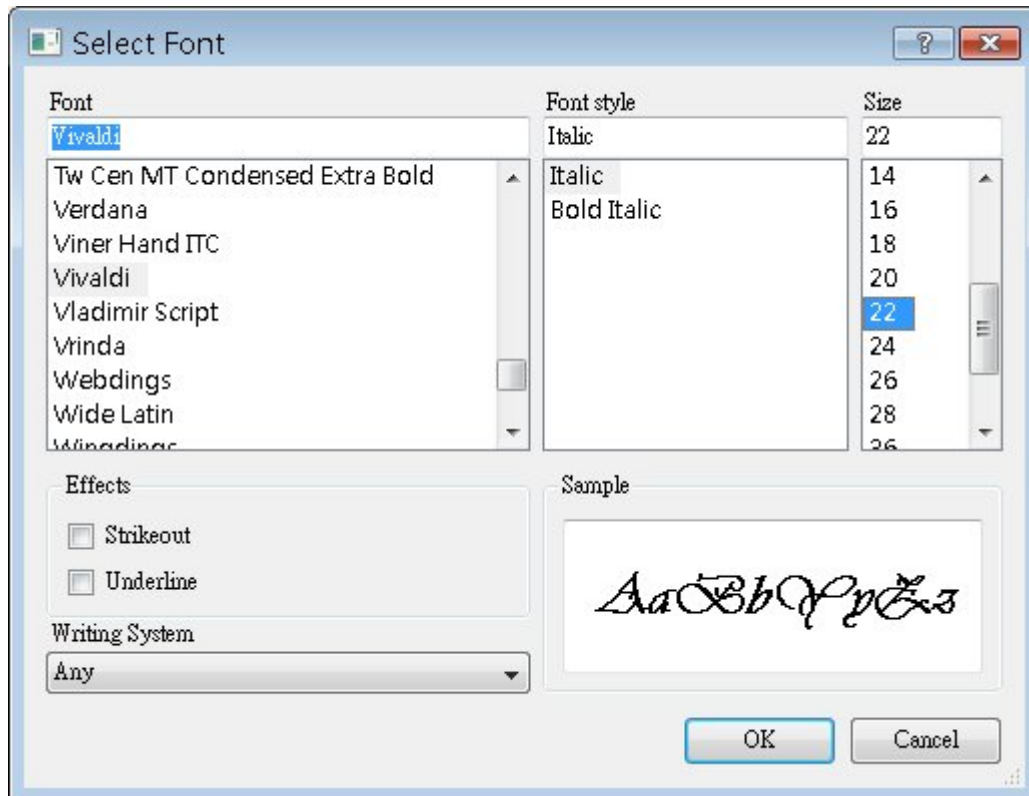 Select Font
Font
Font style
Size
Vivaldi
Italic
22
Tw Cen MT Condensed Extra Bold
Verdana
Viner Hand ITC
Vivaldi
Vladimir Script
Vrinda
Webdings
Wide Latin
Wingdings
Italic
Bold Italic
14
16
18
20
22
24
26
28
36
Effects
Strikeout
Underline
Writing System
Any
Sample
AaBbYyZz
OK
Cancel